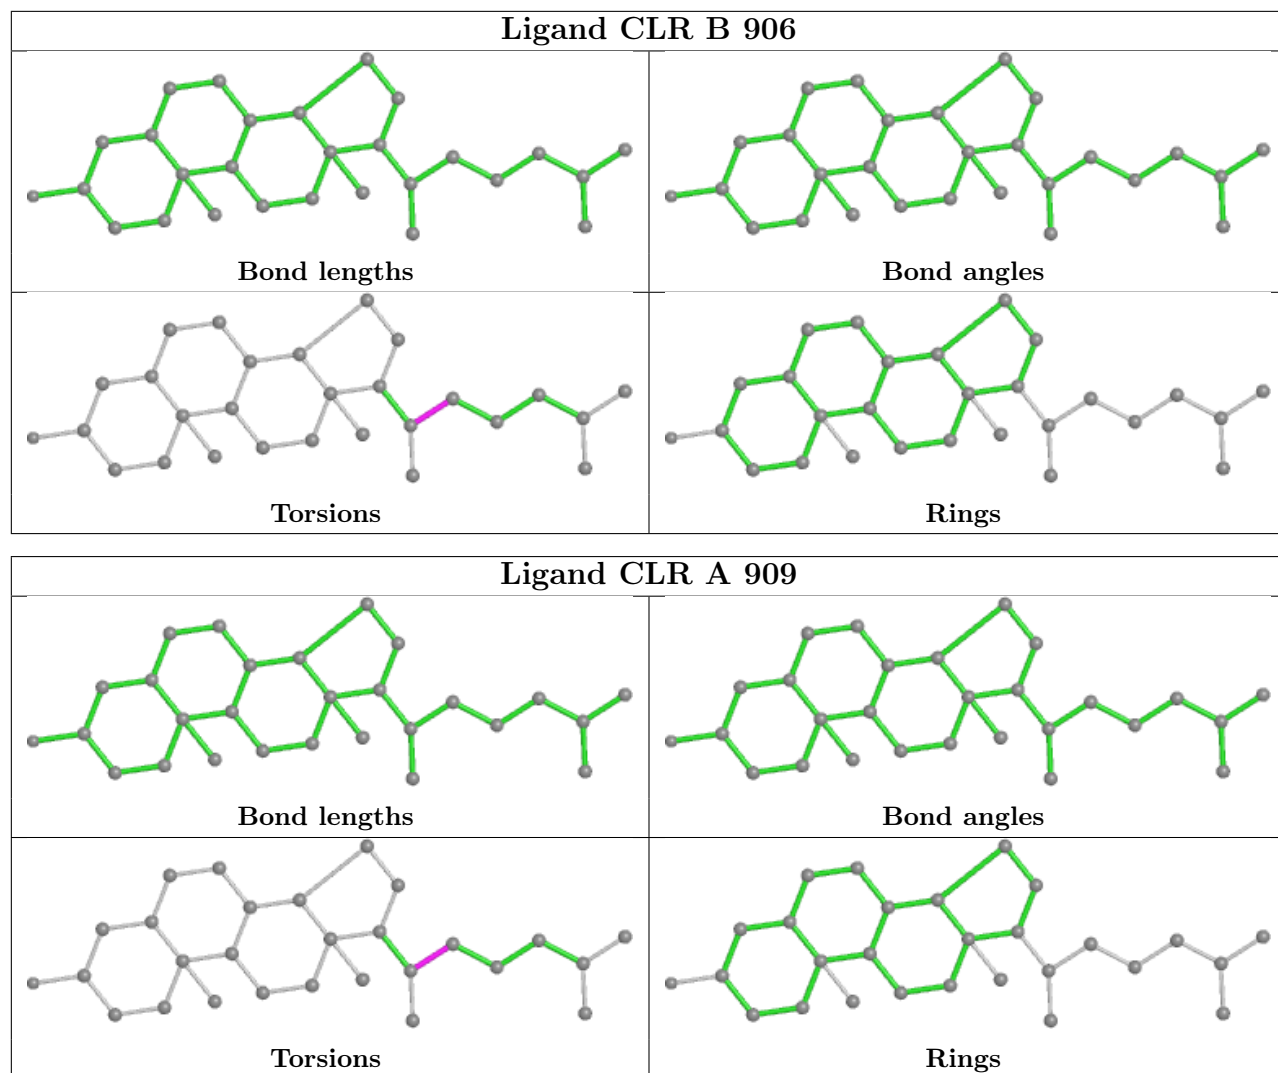 Ligand CLR B 906
Bond lengths
Bond angles
Torsions
Rings
Ligand CLR A 909
Bond lengths
Bond angles
Torsions
Rings